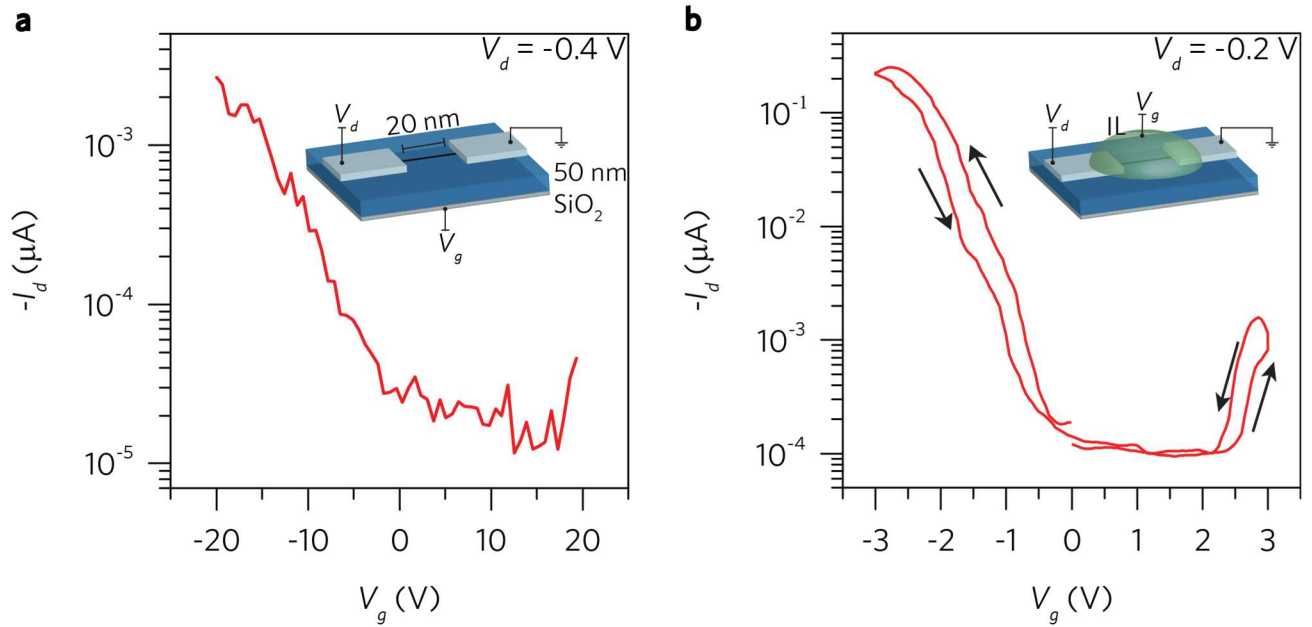 a
V_d = -0.4 V
10⁻³
10⁻⁴
10⁻⁵
-I_d (µA)
V_d
20 nm
50 nm
SiO₂
V_g
-20 -10 0 10 20
V_g (V)
b
V_d = -0.2 V
10⁻¹
10⁻²
10⁻³
10⁻⁴
-I_d (µA)
V_d
IL
V_g
-3 -2 -1 0 1 2 3
V_g (V)